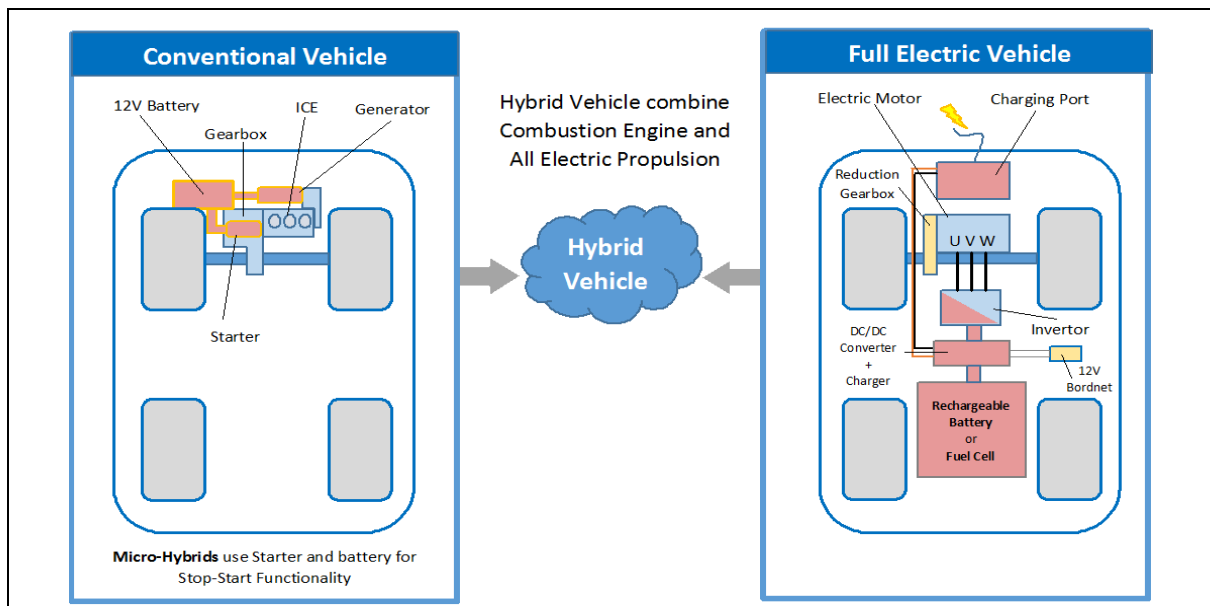 Conventional Vehicle
12V Battery
ICE
Generator
Gearbox
Starter
Micro-Hybrids use Starter and battery for
Stop-Start Functionality
Hybrid Vehicle combine
Combustion Engine and
All Electric Propulsion
Hybrid
Vehicle
Full Electric Vehicle
Electric Motor
Charging Port
Reduction
Gearbox
U V W
Invertor
DC/DC
Converter
+
Charger
12V
Bordnet
Rechargeable
Battery
or
Fuel Cell